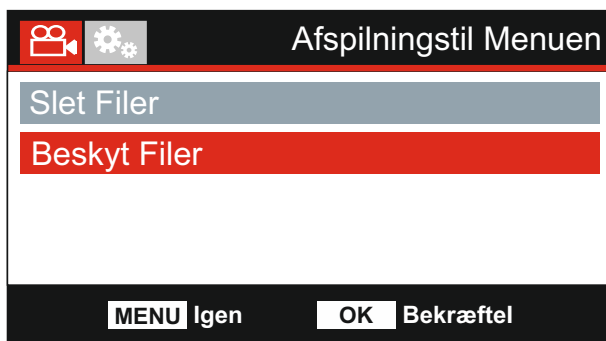 Afspilningstil Menuen
Slet Filer
Beskyt Filer
MENU Igen OK Bekræftel